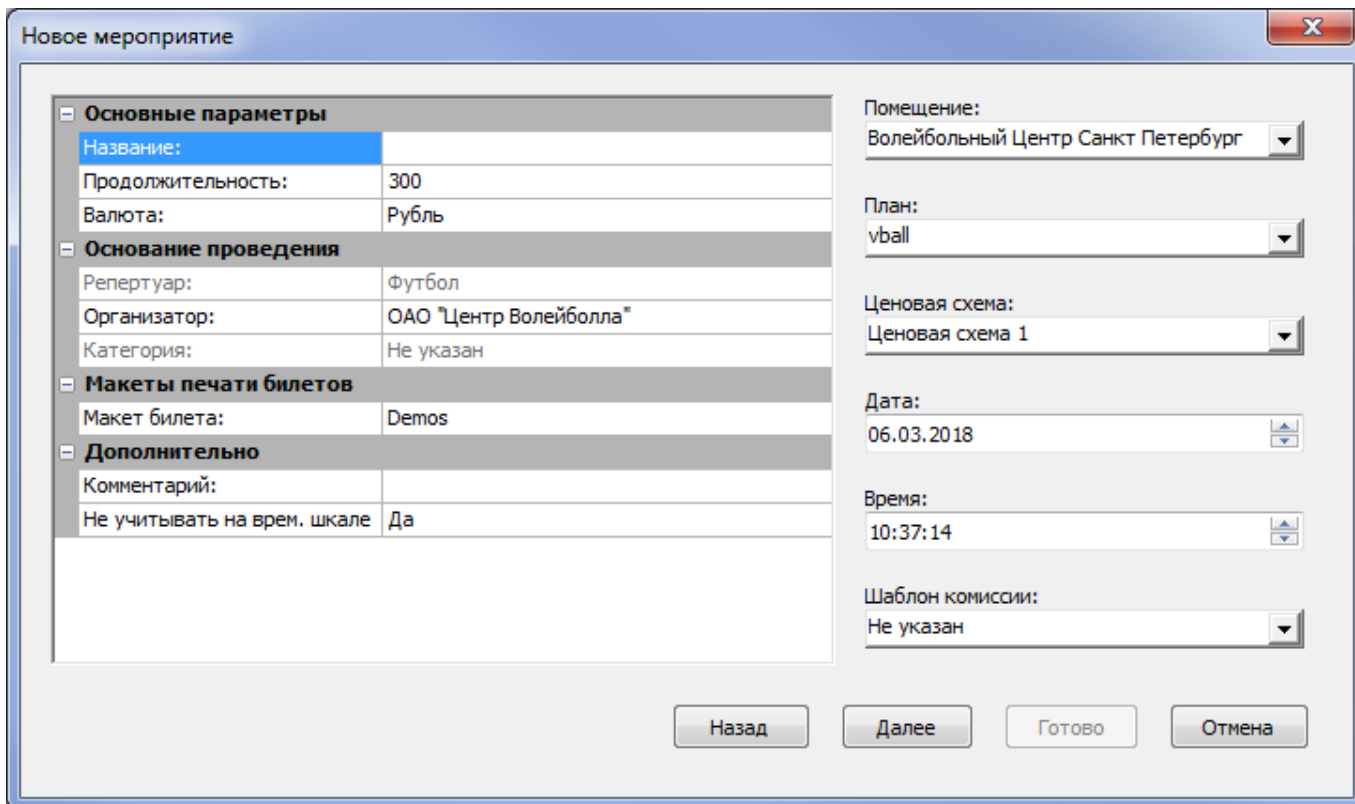 Новое мероприятие
Основные параметры
Название:
Продолжительность: 300
Валюта: Рубль
Основание проведения
Репертуар: Футбол
Организатор: ОАО "Центр Волейболла"
Категория: Не указан
Макеты печати билетов
Макет билета: Demos
Дополнительно
Комментарий:
Не учитывать на врем. шкале Да
Помещение:
Волейбольный Центр Санкт Петербург
План:
vball
Ценовая схема:
Ценовая схема 1
Дата:
06.03.2018
Время:
10:37:14
Шаблон комиссии:
Не указан
Назад Далее Готово Отмена